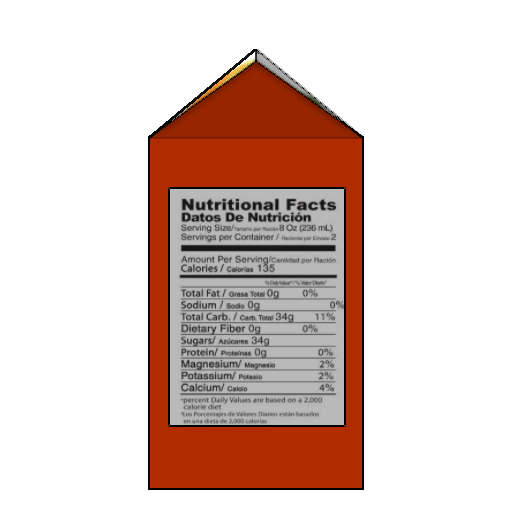 Nutritional Facts
Datos De Nutrición
Serving Size/Tamaño por Ración 8 Oz (236 mL)
Servings per Container / Raciones por Envase 2
Amount Per Serving/Cantidad por Ración
Calories / Calorías 135
*% Daily Value*/*% Valor Diario*
Total Fat / Grasa Total 0g 0%
Sodium / Sodio 0g 0%
Total Carb. / Carb. Total 34g 11%
Dietary Fiber 0g 0%
Sugars/ Azúcares 34g
Protein/ Proteínas 0g 0%
Magnesium/ Magnesio 2%
Potassium/ Potasio 2%
Calcium/ Calcio 4%
*percent Daily Values are based on a 2,000
calorie diet
*Los Porcentajes de Valores Diarios están basados
en una dieta de 2,000 calorías